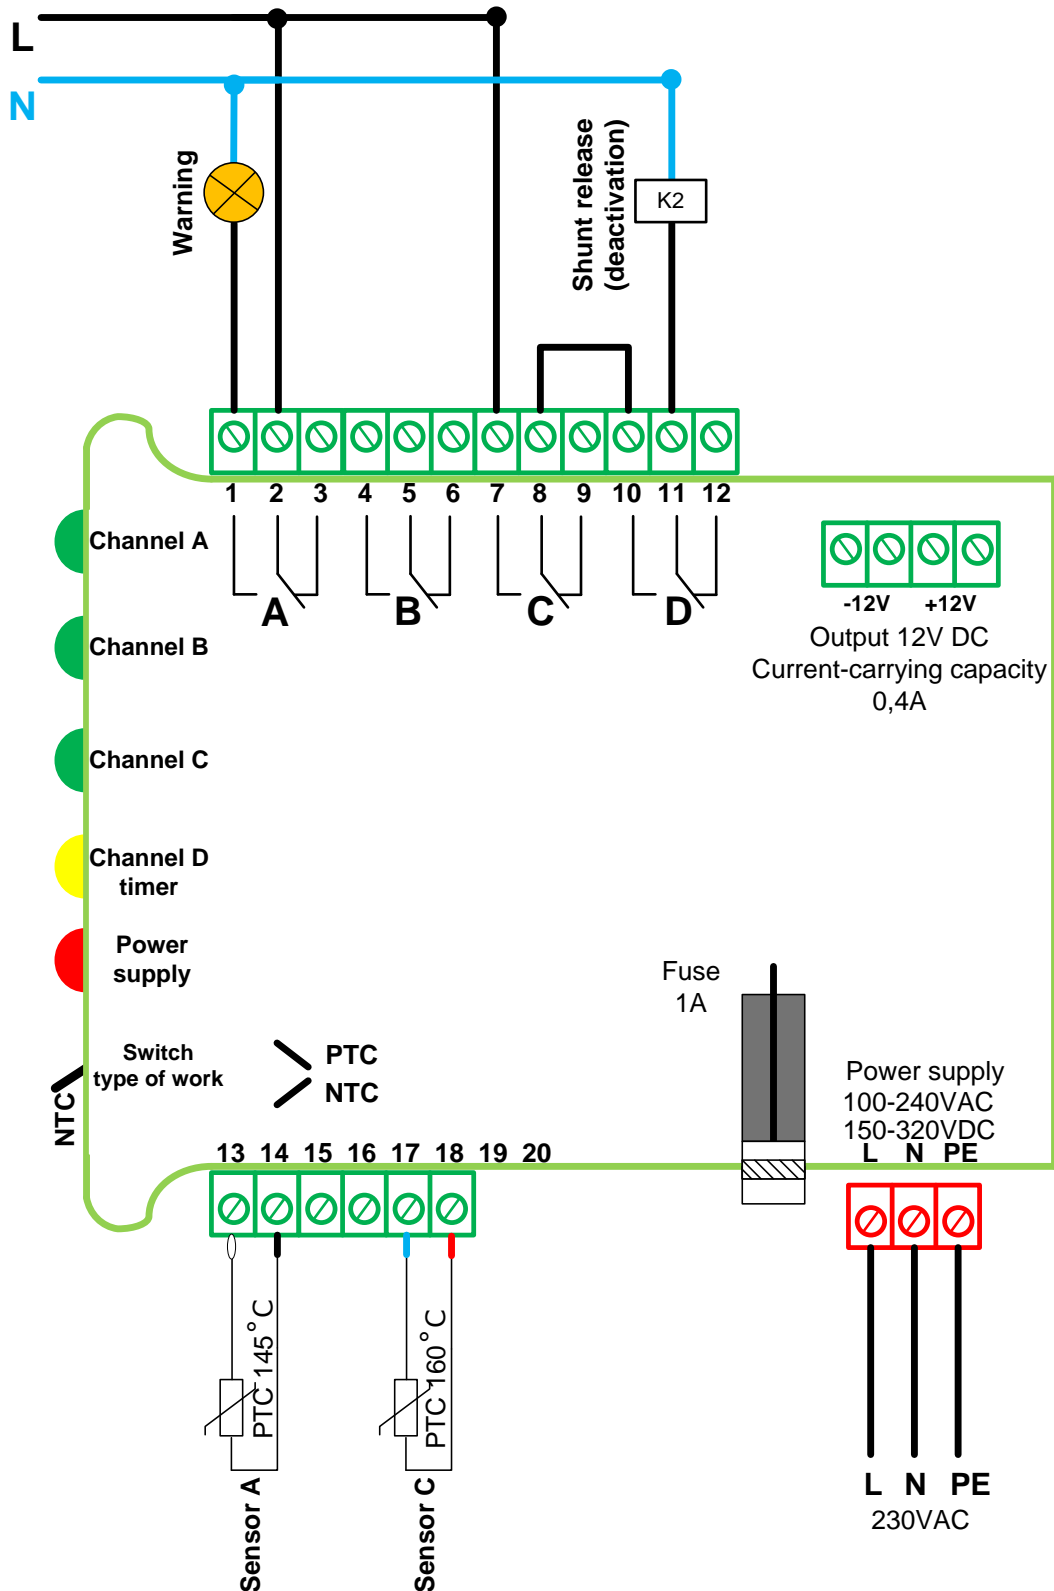 L
N
Warning
Shunt release
(deactivation)
K2
1 2 3 4 5 6 7 8 9 10 11 12
A B C D
Channel A
Channel B
Channel C
Channel D
timer
Power
supply
Switch
type of work
NTC
PTC
NTC
-12V +12V
Output 12V DC
Current-carrying capacity
0,4A
Fuse
1A
Power supply
100-240VAC
150-320VDC
L N PE
13 14 15 16 17 18 19 20
PTC 145°C
PTC 160°C
Sensor A
Sensor C
L N PE
230VAC